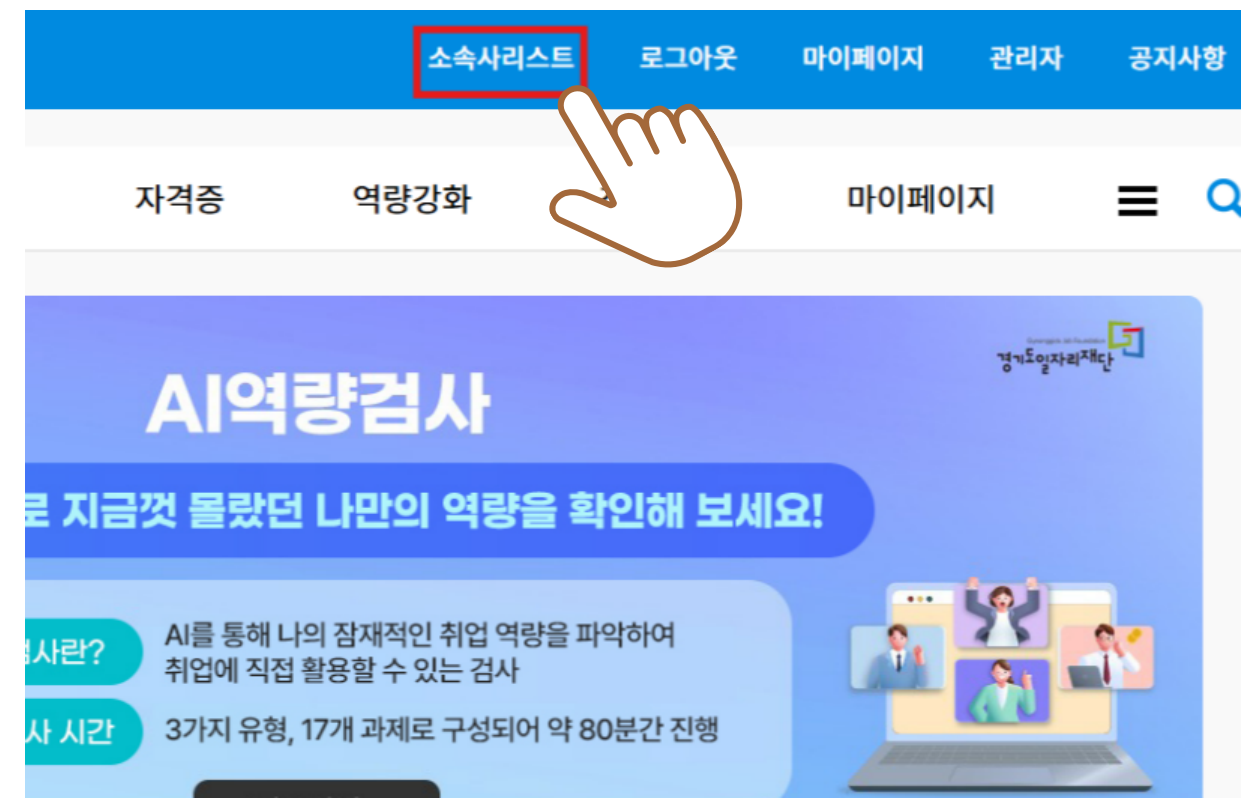 소속사리스트 로그아웃 마이페이지 관리자 공지사항
자격증 역량강화 마이페이지
경기도일자리재단
AI역량검사
로 지금껏 몰랐던 나만의 역량을 확인해 보세요!
사란? AI를 통해 나의 잠재적인 취업 역량을 파악하여
취업에 직접 활용할 수 있는 검사
사 시간 3가지 유형, 17개 과제로 구성되어 약 80분간 진행